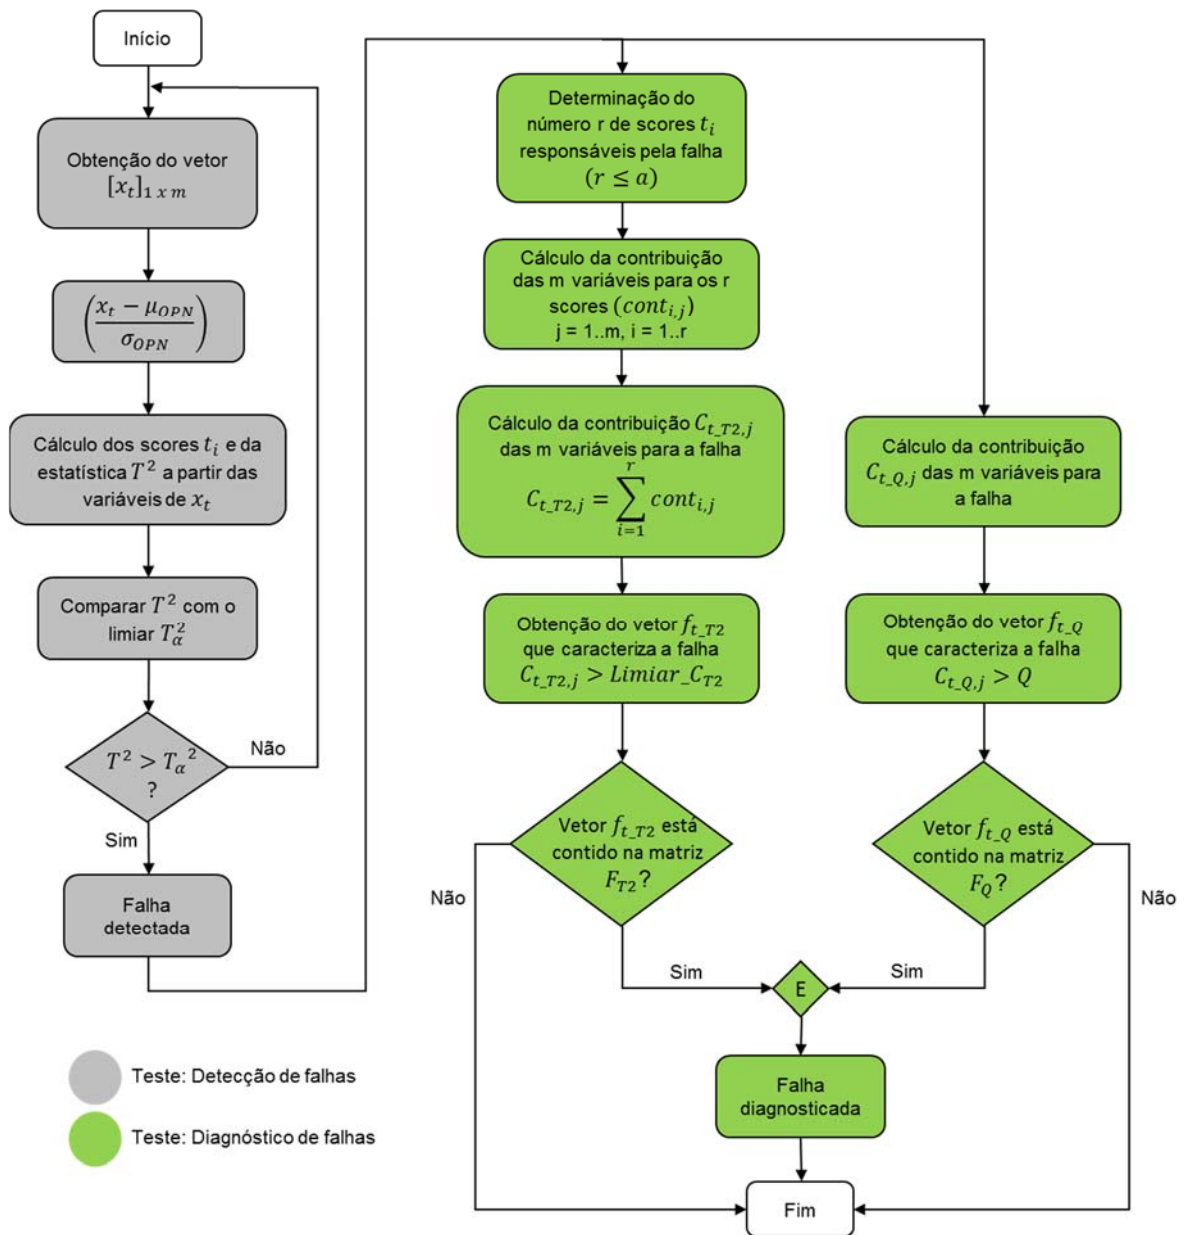 Início
Obtenção do vetor
[x_t]_{1 x m}
(x_t − μ_{OPN} / σ_{OPN})
Cálculo dos scores t_i e da
estatística T² a partir das
variáveis de x_t
Comparar T² com o
limiar T²_α
T² > T_α²
?
Não
Sim
Falha
detectada
Determinação do
número r de scores t_i
responsáveis pela falha
(r ≤ a)
Cálculo da contribuição
das m variáveis para os r
scores (cont_{i,j})
j = 1..m, i = 1..r
Cálculo da contribuição C_{t_T2,j}
das m variáveis para a falha
C_{t_T2,j} = ∑_{i=1}^{r} cont_{i,j}
Obtenção do vetor f_{t_T2}
que caracteriza a falha
C_{t_T2,j} > Limiar_C_{T2}
Vetor f_{t_T2} está
contido na matriz
F_{T2}?
Não
Sim
Cálculo da contribuição
C_{t_Q,j} das m variáveis para
a falha
Obtenção do vetor f_{t_Q}
que caracteriza a falha
C_{t_Q,j} > Q
Vetor f_{t_Q} está
contido na matriz
F_Q?
Não
Sim
E
Falha
diagnosticada
Fim
Teste: Detecção de falhas
Teste: Diagnóstico de falhas